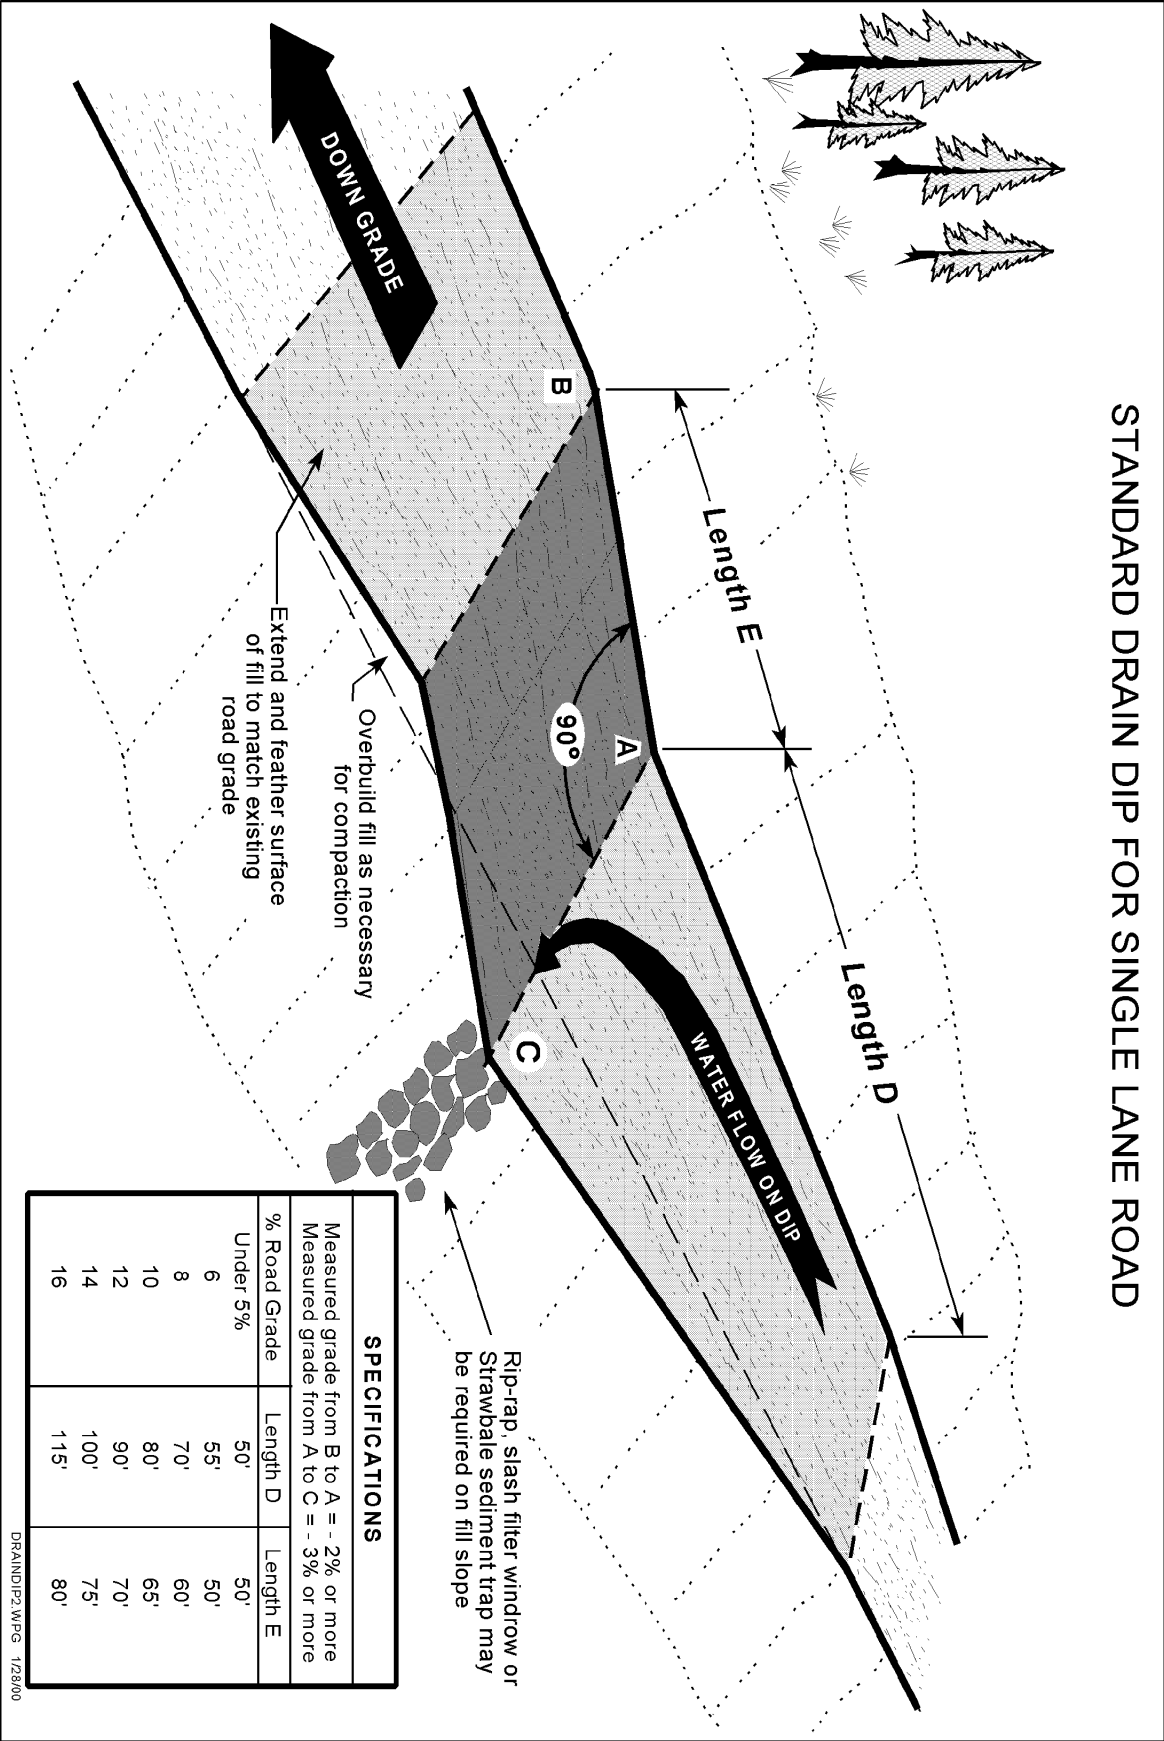 STANDARD DRAIN DIP FOR SINGLE LANE ROAD
Length E
Length D
DOWN GRADE
B
A
90°
C
WATER FLOW ON DIP
Extend and feather surface
of fill to match existing
road grade
Overbuild fill as necessary
for compaction
Rip-rap, slash filter windrow or
Strawbale sediment trap may
be required on fill slope
SPECIFICATIONS
Measured grade from B to A = - 2% or more
Measured grade from A to C = - 3% or more
% Road Grade Length D Length E
Under 5% 50' 50'
6 55' 50'
8 70' 60'
10 80' 65'
12 90' 70'
14 100' 75'
16 115' 80'
DRAINDIP2.WPG 1/28/00